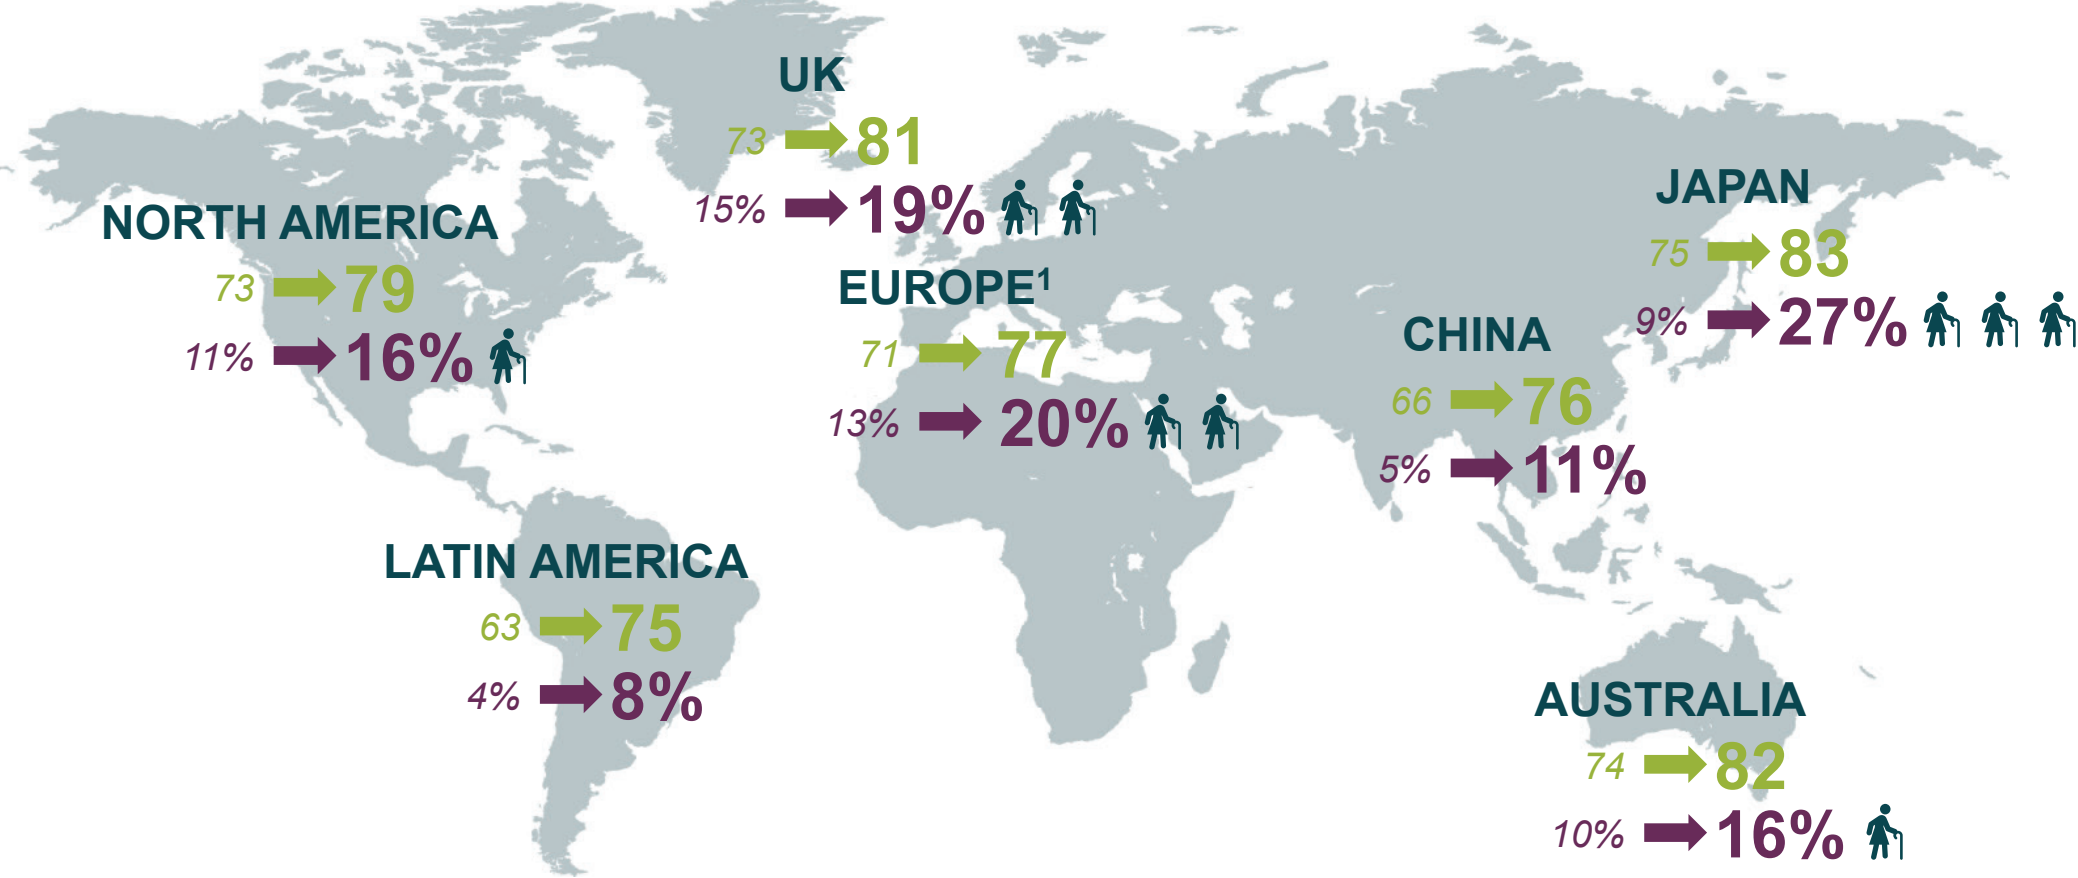 UK
73 81
15% 19%
NORTH AMERICA
73 79
11% 16%
EUROPE¹
71 77
13% 20%
JAPAN
75 83
9% 27%
CHINA
66 76
5% 11%
LATIN AMERICA
63 75
4% 8%
AUSTRALIA
74 82
10% 16%